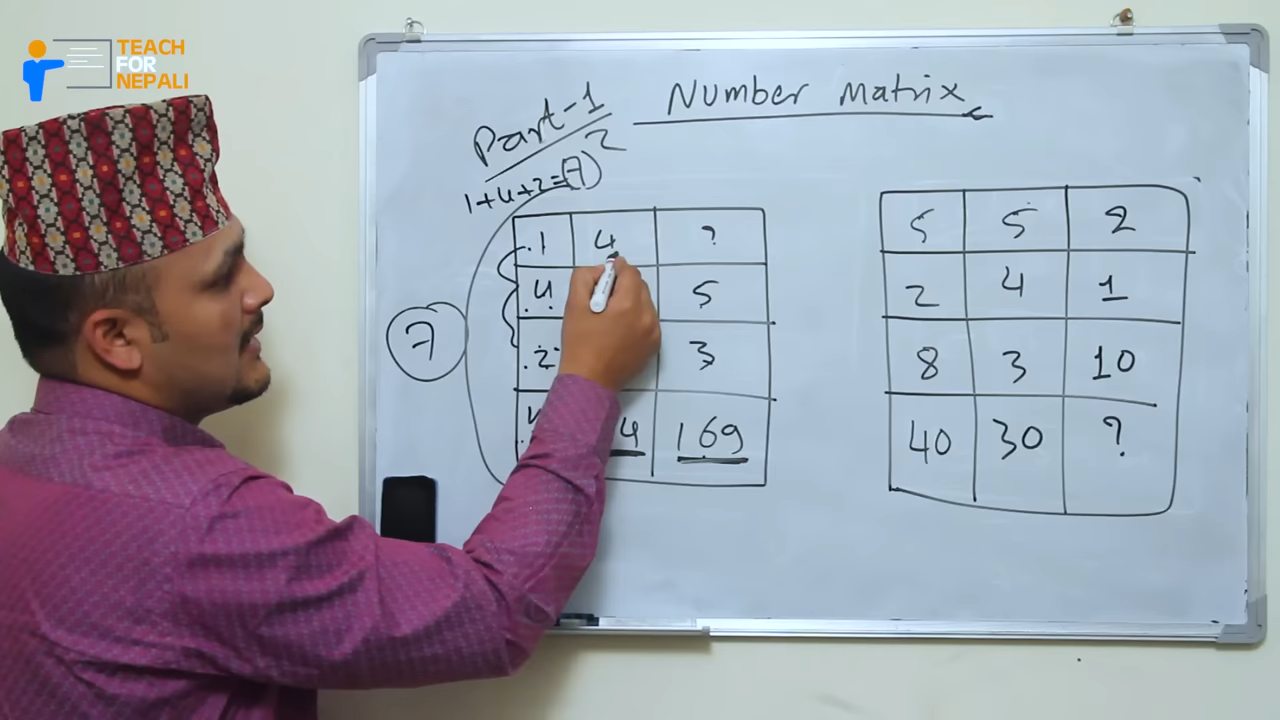 TEACH
FOR
NEPALI
Number Matrix
Part-1
1+4+2=(7)²
7
1 4 ?
4 5
2 3
4 169
5 5 2
2 4 1
8 3 10
40 30 ?